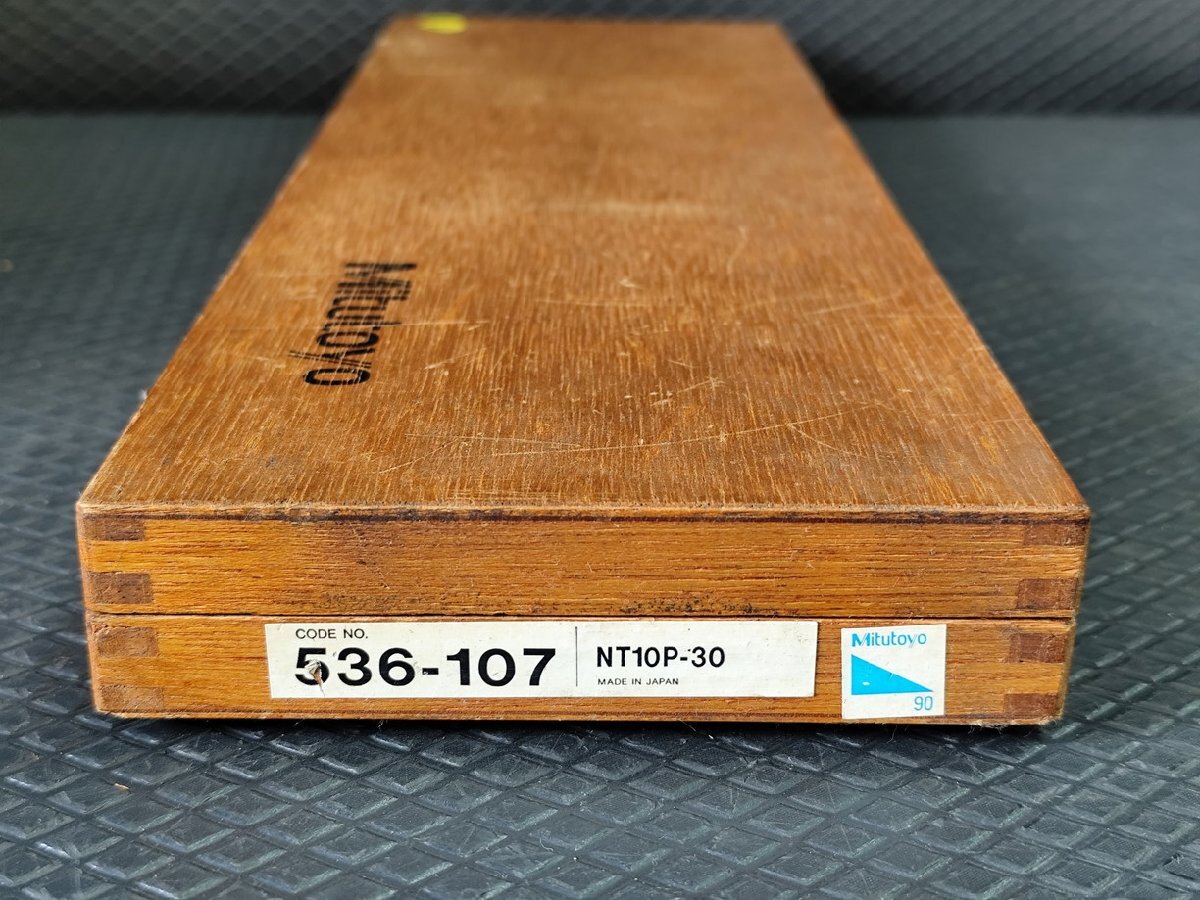 Mitutoyo
CODE NO.
536-107
NT10P-30
MADE IN JAPAN
Mitutoyo
90